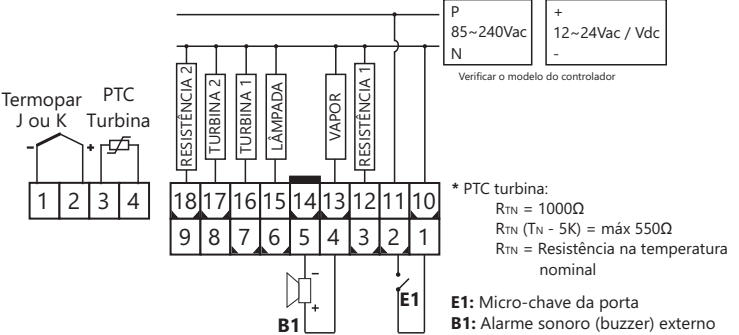 P
85~240Vac
N
+
12~24Vac / Vdc
-
Verificar o modelo do controlador
RESISTÊNCIA 2
TURBINA 2
TURBINA 1
LÂMPADA
VAPOR
RESISTÊNCIA 1
Termopar
J ou K
PTC
Turbina
- +
1 2 3 4
18 17 16 15 14 13 12 11 10
9 8 7 6 5 4 3 2 1
* PTC turbina:
RTN = 1000Ω
RTN (TN - 5K) = máx 550Ω
RTN = Resistência na temperatura
nominal
-
+
B1
E1
E1: Micro-chave da porta
B1: Alarme sonoro (buzzer) externo